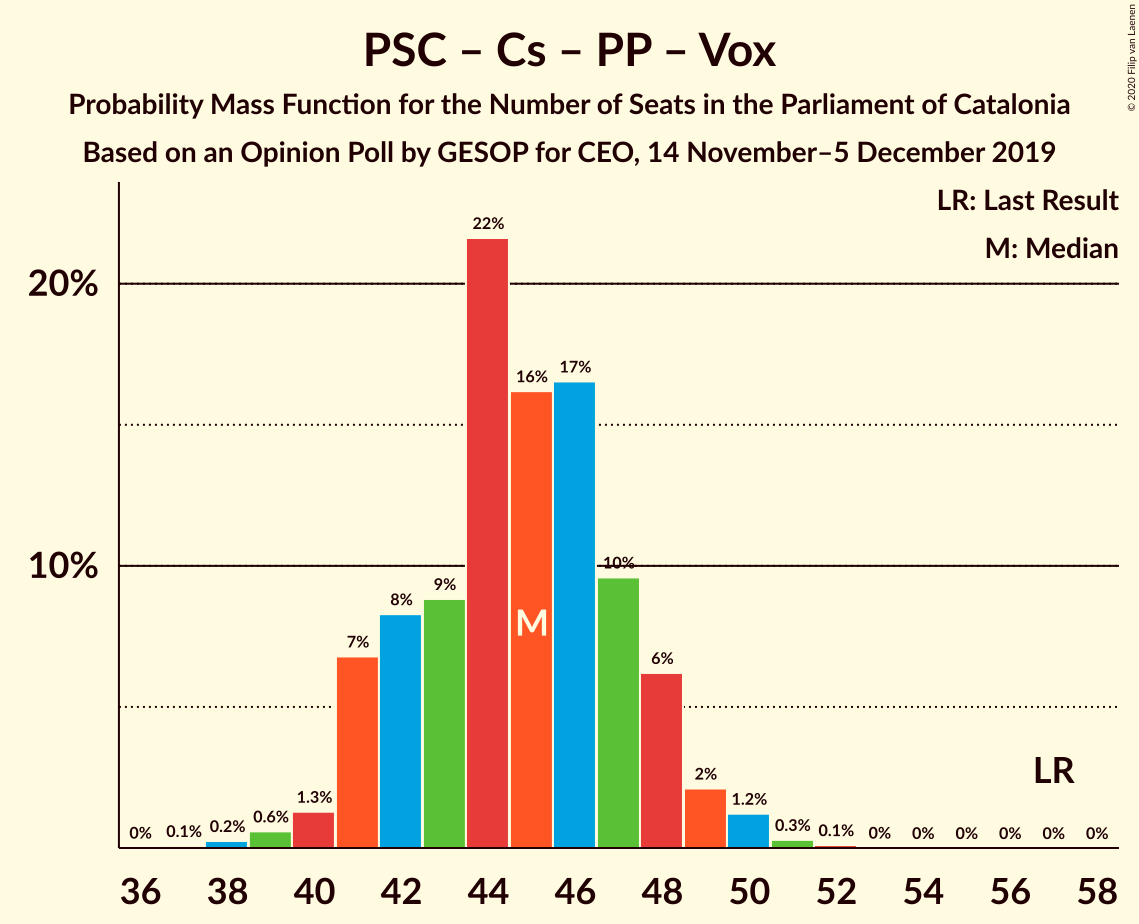 PSC – Cs – PP – Vox
Probability Mass Function for the Number of Seats in the Parliament of Catalonia
Based on an Opinion Poll by GESOP for CEO, 14 November–5 December 2019
© 2020 Filip van Laenen
LR: Last Result
M: Median
20%
10%
0% 0.1% 0.2% 0.6% 1.3% 7% 8% 9% 22% 16% 17% 10% 6% 2% 1.2% 0.3% 0.1% 0% 0% 0% 0% 0% 0%
M
LR
36 38 40 42 44 46 48 50 52 54 56 58